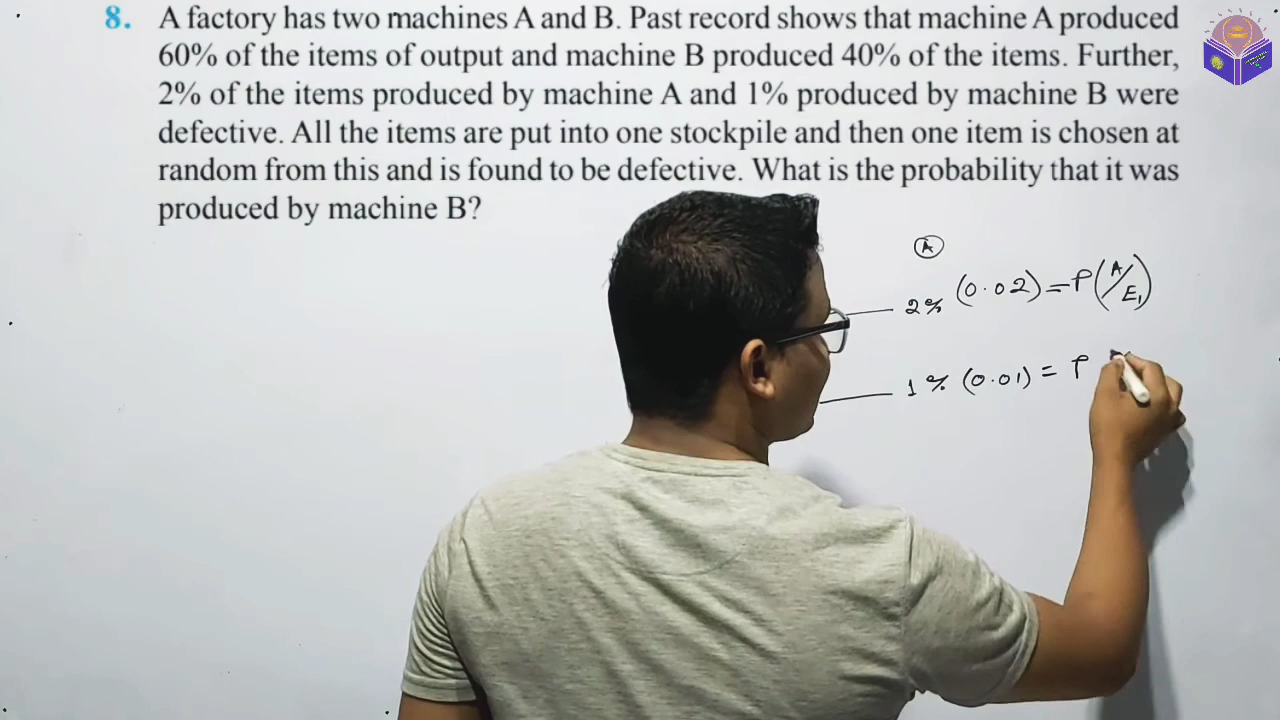 8. A factory has two machines A and B. Past record shows that machine A produced
60% of the items of output and machine B produced 40% of the items. Further,
2% of the items produced by machine A and 1% produced by machine B were
defective. All the items are put into one stockpile and then one item is chosen at
random from this and is found to be defective. What is the probability that it was
produced by machine B?
A
2% (0.02) = P(A/E₁)
1% (0.01) = P